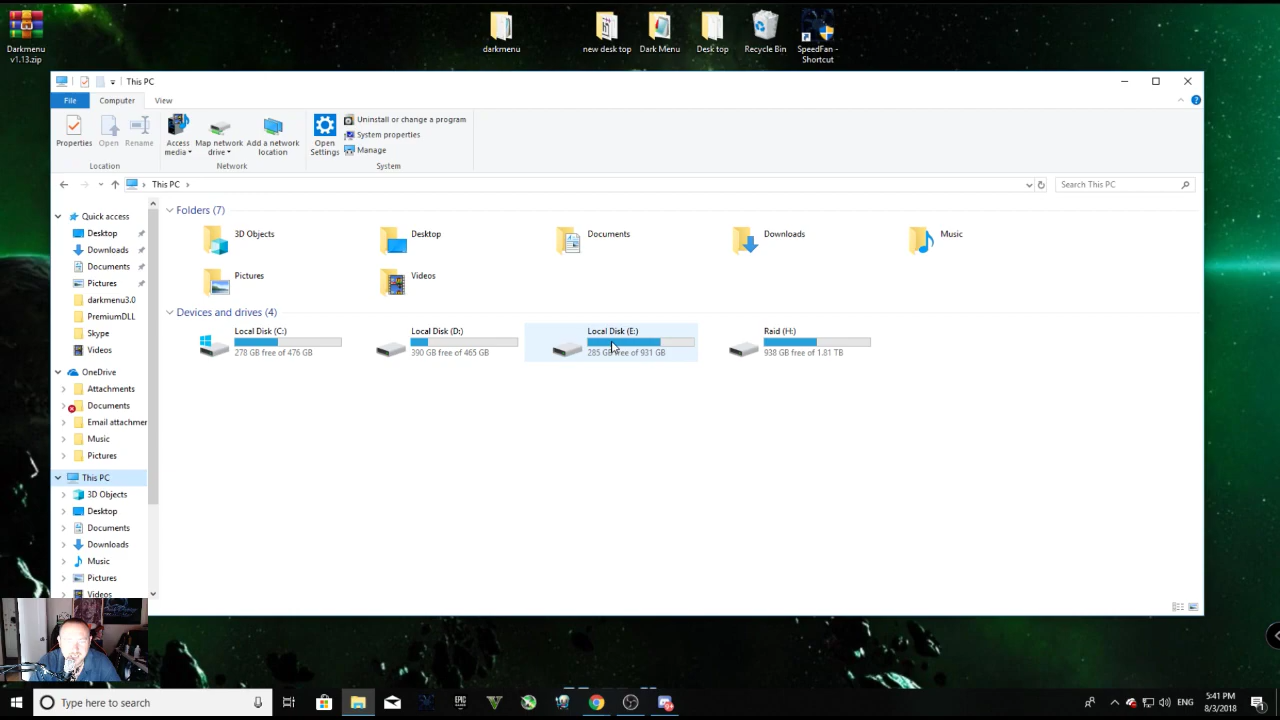 Darkmenu
v1.13.zip
darkmenu
new desk top
Dark Menu
Desk top
Recycle Bin
SpeedFan -
Shortcut
This PC
File
Computer
View
Properties
Open
Rename
Access
media
Map network
drive
Add a network
location
Open
Settings
Uninstall or change a program
System properties
Manage
Location
Network
System
This PC
Search This PC
Quick access
Desktop
Downloads
Documents
Pictures
darkmenu3.0
PremiumDLL
Skype
Videos
OneDrive
Attachments
Documents
Email attachmer
Music
Pictures
This PC
3D Objects
Desktop
Documents
Downloads
Music
Pictures
Videos
Folders (7)
3D Objects
Desktop
Documents
Downloads
Music
Pictures
Videos
Devices and drives (4)
Local Disk (C:)
278 GB free of 476 GB
Local Disk (D:)
390 GB free of 465 GB
Local Disk (E:)
285 GB free of 931 GB
Raid (H:)
938 GB free of 1.81 TB
Type here to search
EPIC
ENG
5:41 PM
8/3/2018